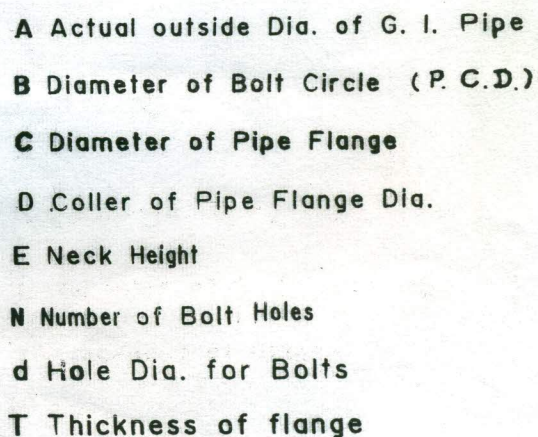 A Actual outside Dia. of G. I. Pipe
B Diameter of Bolt Circle (P. C.D.)
C Diameter of Pipe Flange
D Coller of Pipe Flange Dia.
E Neck Height
N Number of Bolt Holes
d Hole Dia. for Bolts
T Thickness of flange